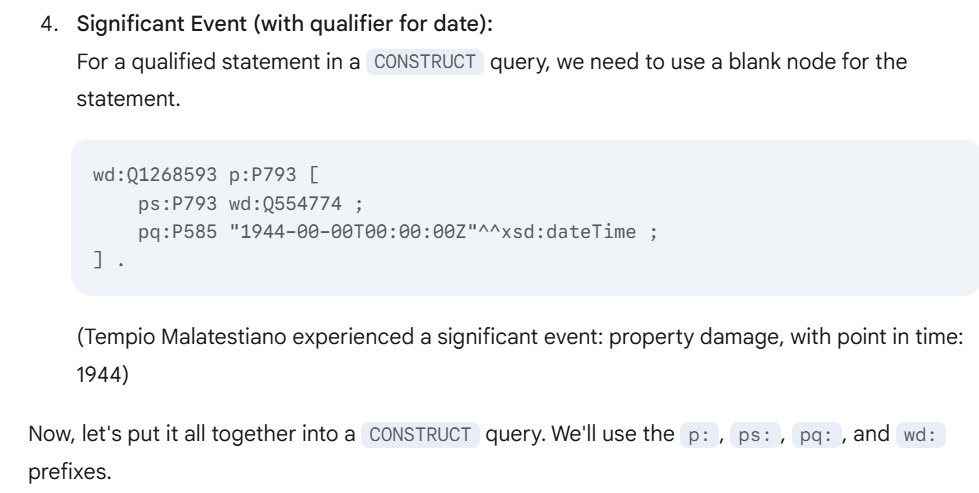 4. Significant Event (with qualifier for date):
For a qualified statement in a CONSTRUCT query, we need to use a blank node for the
statement.
wd:Q1268593 p:P793 [
    ps:P793 wd:Q554774 ;
    pq:P585 "1944-00-00T00:00:00Z"^^xsd:dateTime ;
] .
(Tempio Malatestiano experienced a significant event: property damage, with point in time:
1944)
Now, let's put it all together into a CONSTRUCT query. We'll use the p: , ps: , pq: , and wd:
prefixes.